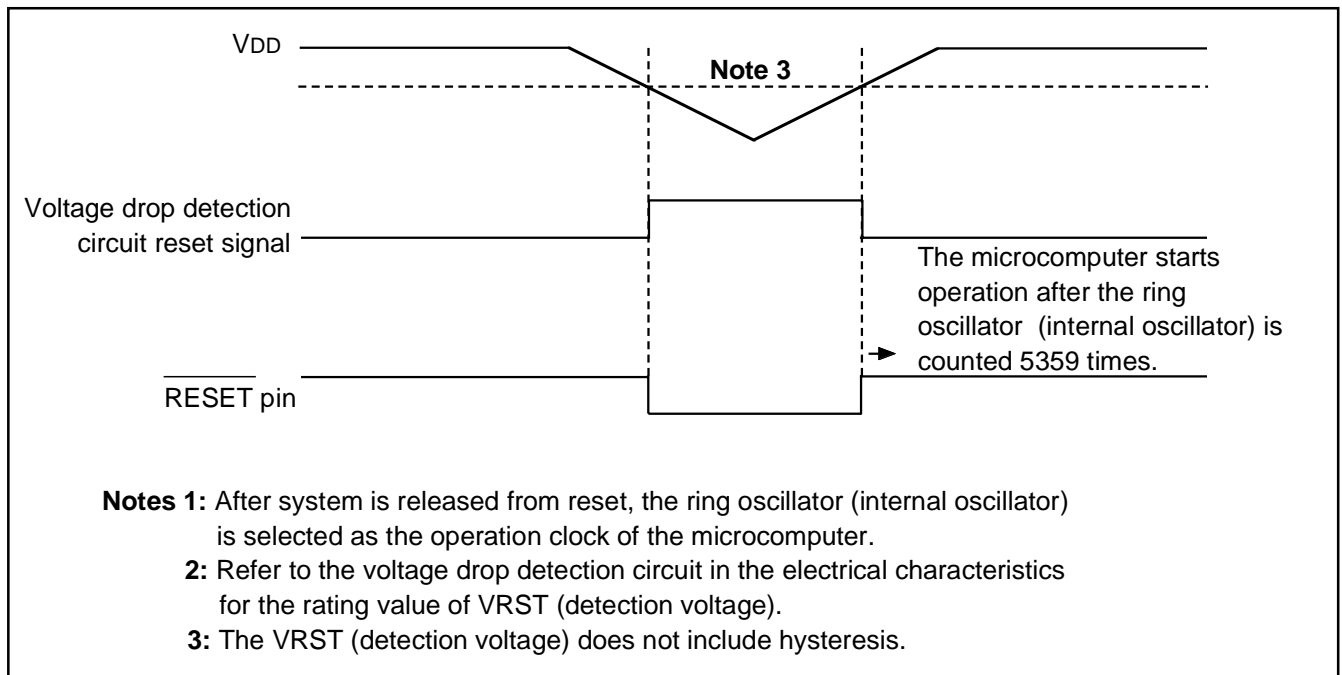 VDD
Note 3
Voltage drop detection
circuit reset signal
The microcomputer starts
operation after the ring
oscillator (internal oscillator) is
counted 5359 times.
RESET pin
Notes 1: After system is released from reset, the ring oscillator (internal oscillator)
is selected as the operation clock of the microcomputer.
2: Refer to the voltage drop detection circuit in the electrical characteristics
for the rating value of VRST (detection voltage).
3: The VRST (detection voltage) does not include hysteresis.